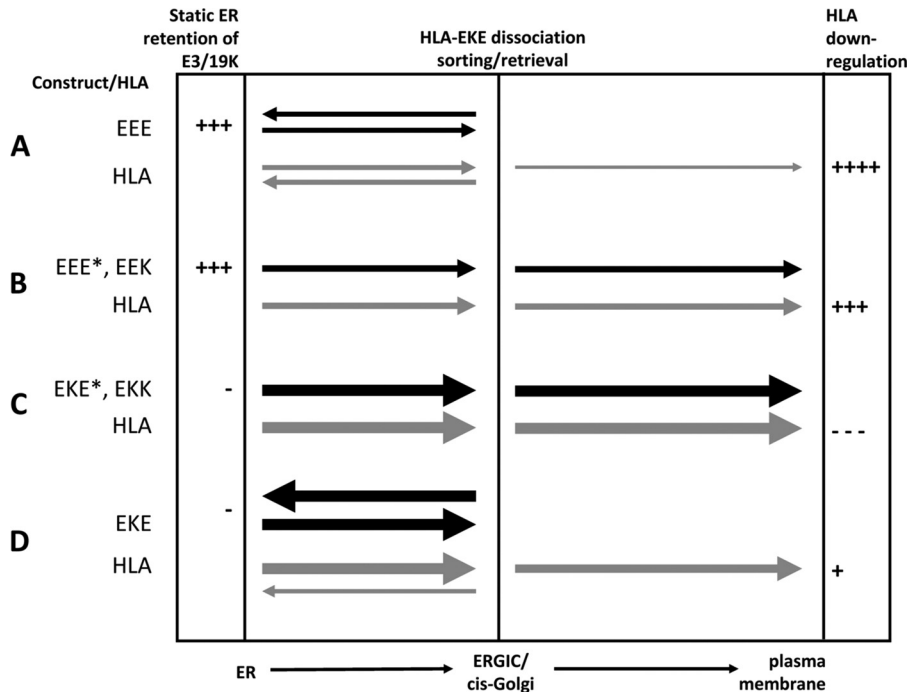 Static ER
retention of
E3/19K
HLA-EKE dissociation
sorting/retrieval
HLA
down-
regulation
Construct/HLA
A
EEE
+++
HLA
++++
B
EEE*, EEK
+++
HLA
+++
C
EKE*, EKK
-
HLA
- - -
D
-
EKE
HLA
+
ER
ERGIC/
cis-Golgi
plasma
membrane